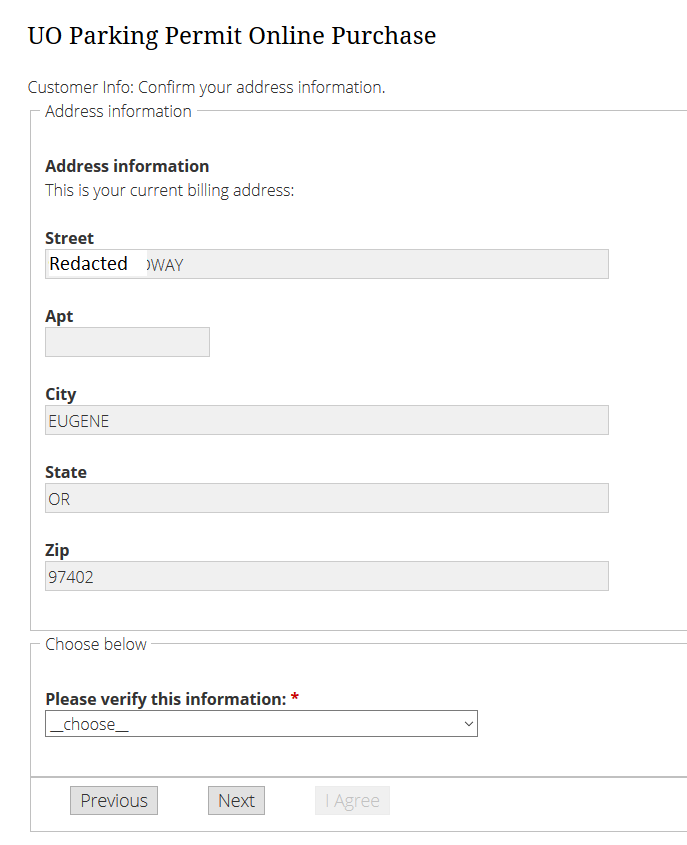 UO Parking Permit Online Purchase
Customer Info: Confirm your address information.
Address information
Address information
This is your current billing address:
Street
Redacted WAY
Apt
City
EUGENE
State
OR
Zip
97402
Choose below
Please verify this information: *
__choose__
Previous Next I Agree